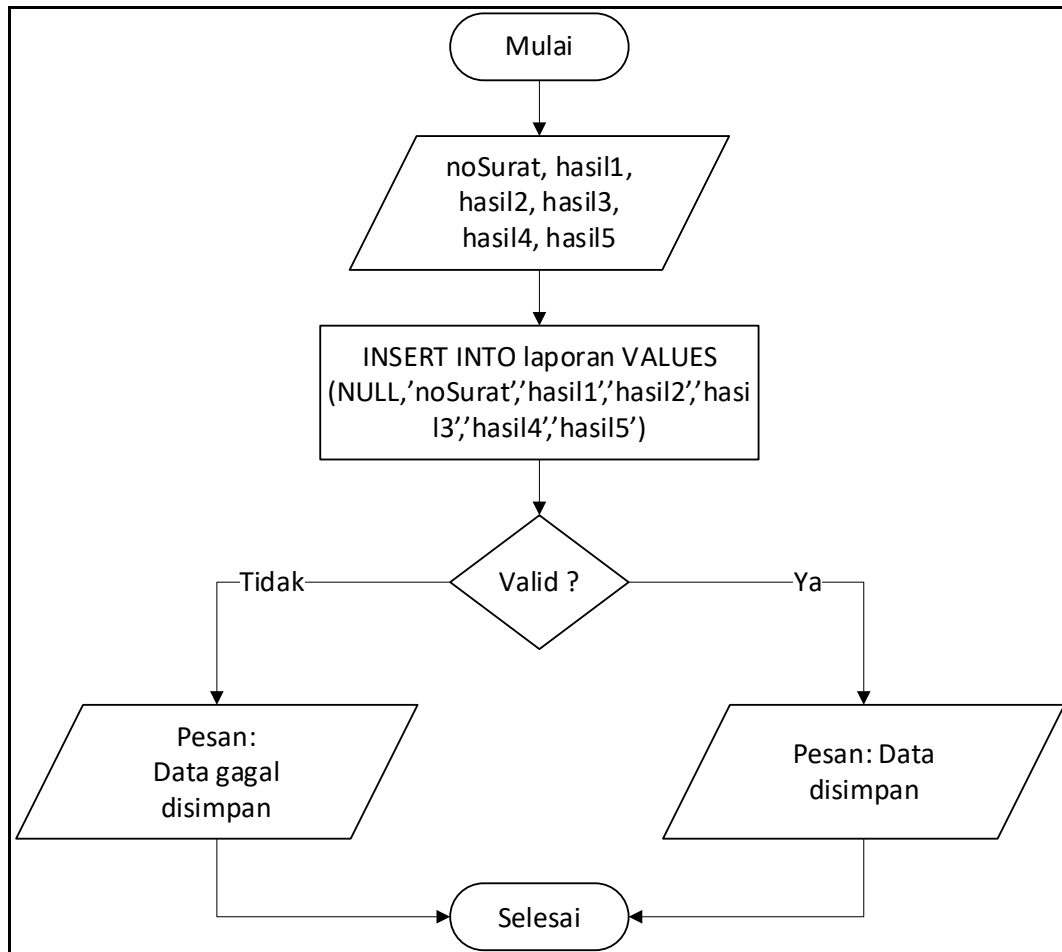 Mulai
noSurat, hasil1,
hasil2, hasil3,
hasil4, hasil5
INSERT INTO laporan VALUES
(NULL,’noSurat’,’hasil1’,’hasil2’,’hasi
l3’,’hasil4’,’hasil5’)
Valid ?
Tidak
Ya
Pesan:
Data gagal
disimpan
Pesan: Data
disimpan
Selesai